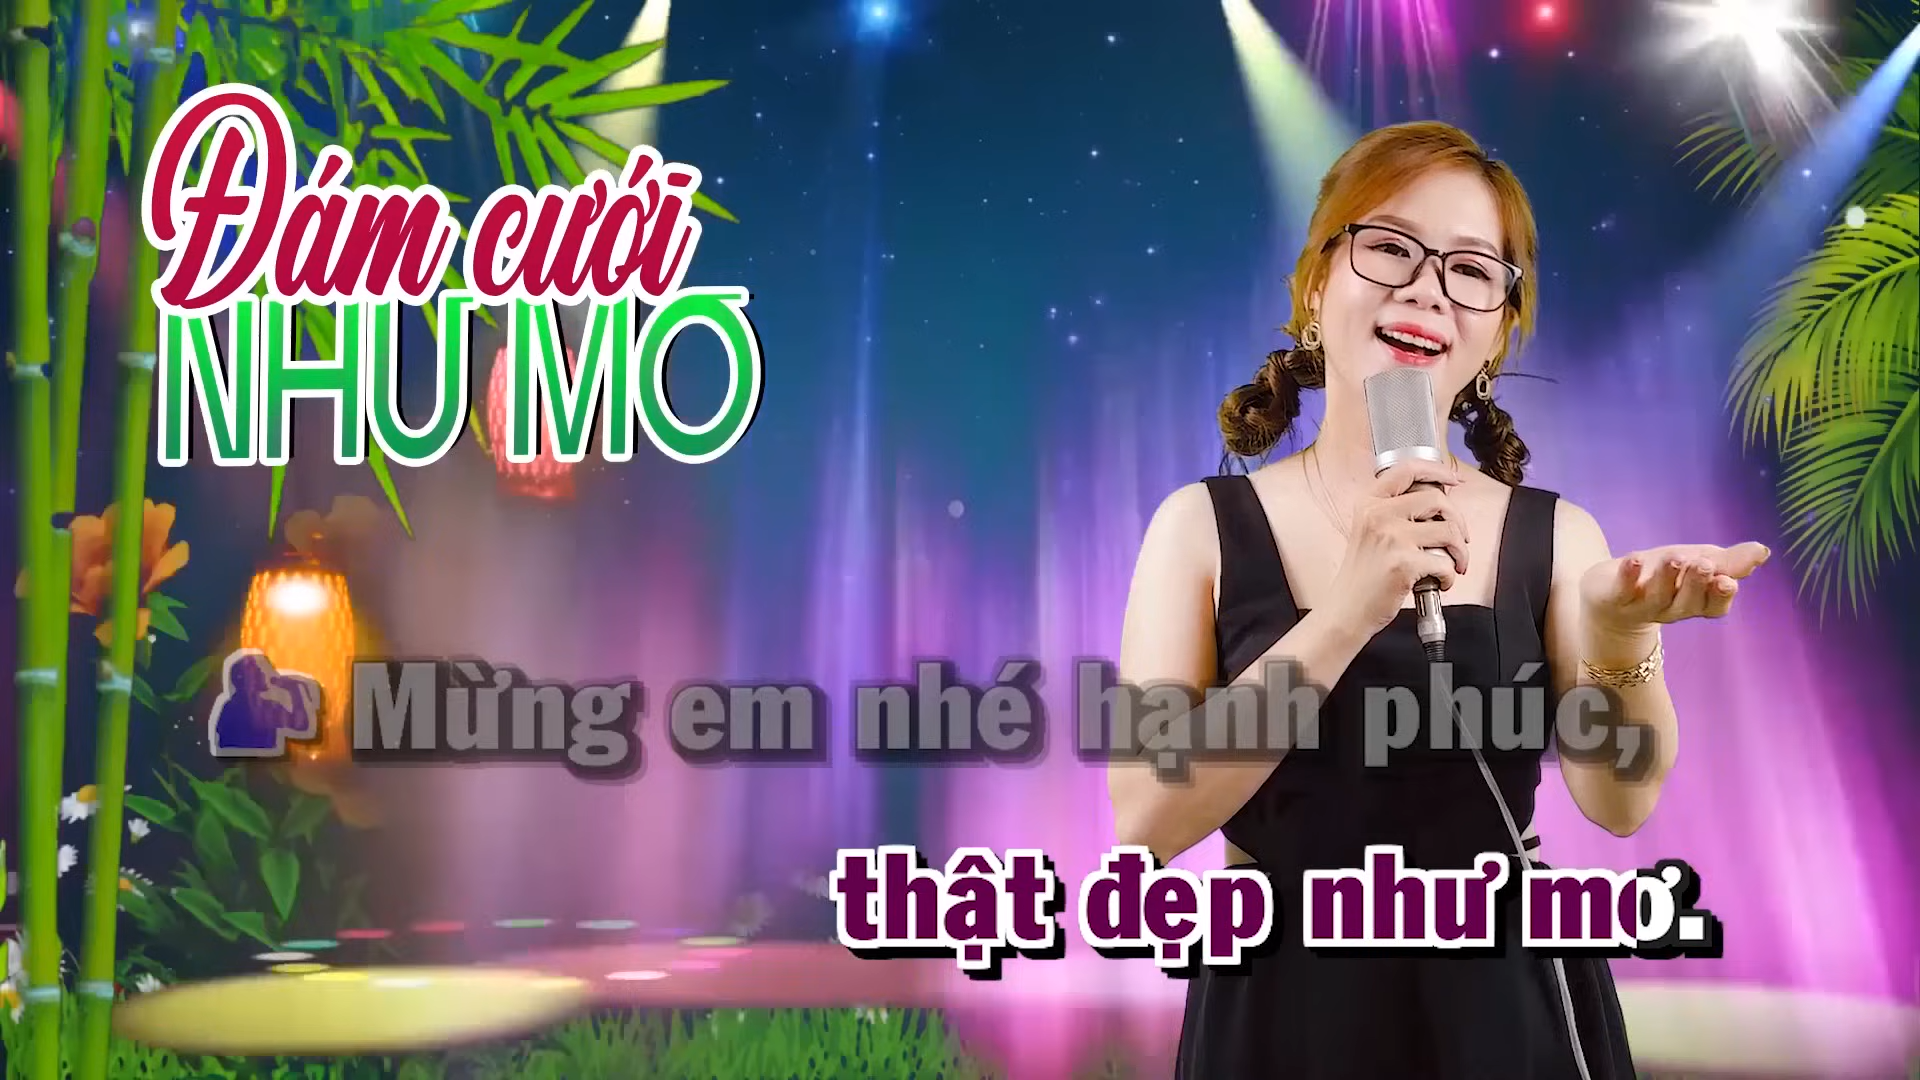 Đám cưới
NHƯ MƠ
Mừng em nhé hạnh phúc,
thật đẹp như mơ.